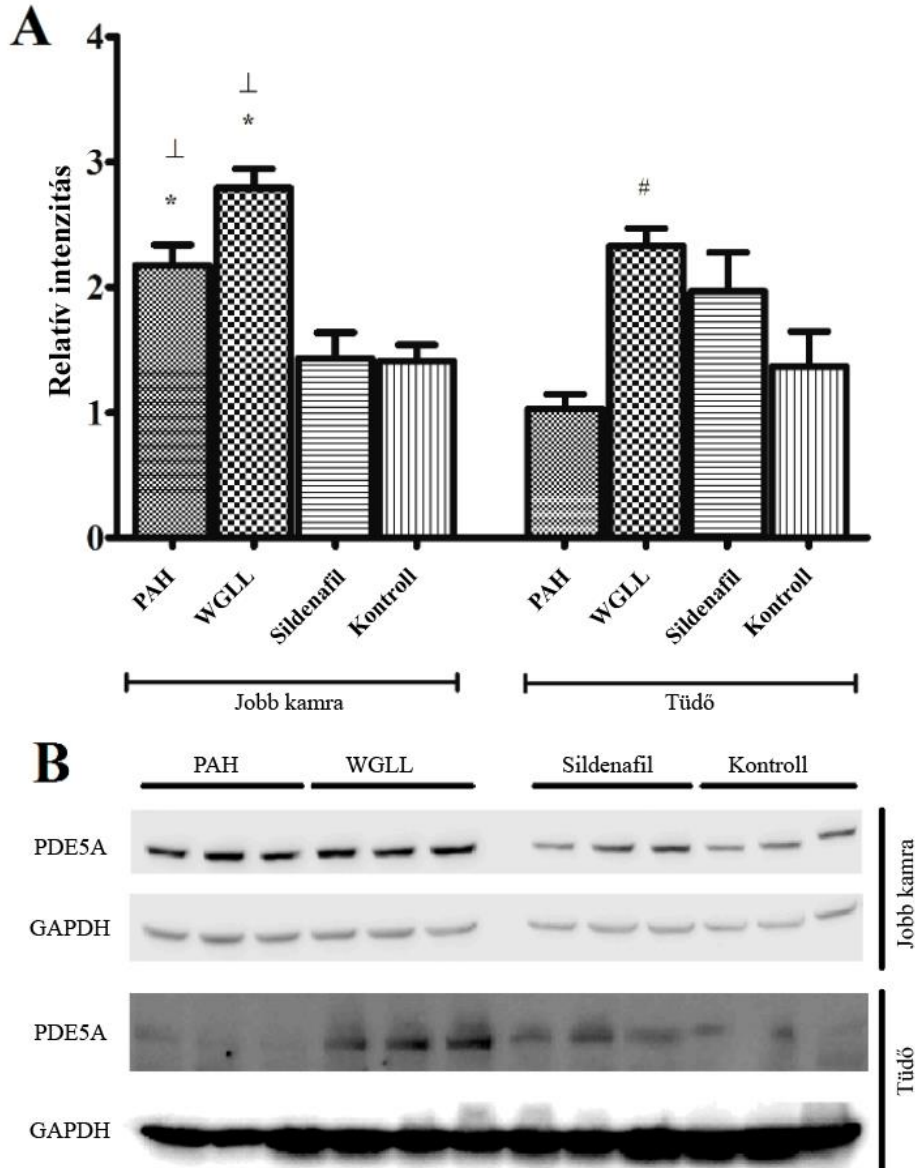 A
4
⊥
⊥
*
3
*
#
Relatív intenzitás
2
1
0
PAH
WGLL
Sildenafil
Kontroll
PAH
WGLL
Sildenafil
Kontroll
Jobb kamra
Tüdő
B
PAH WGLL Sildenafil Kontroll
PDE5A
GAPDH
Jobb kamra
PDE5A
GAPDH
Tüdő